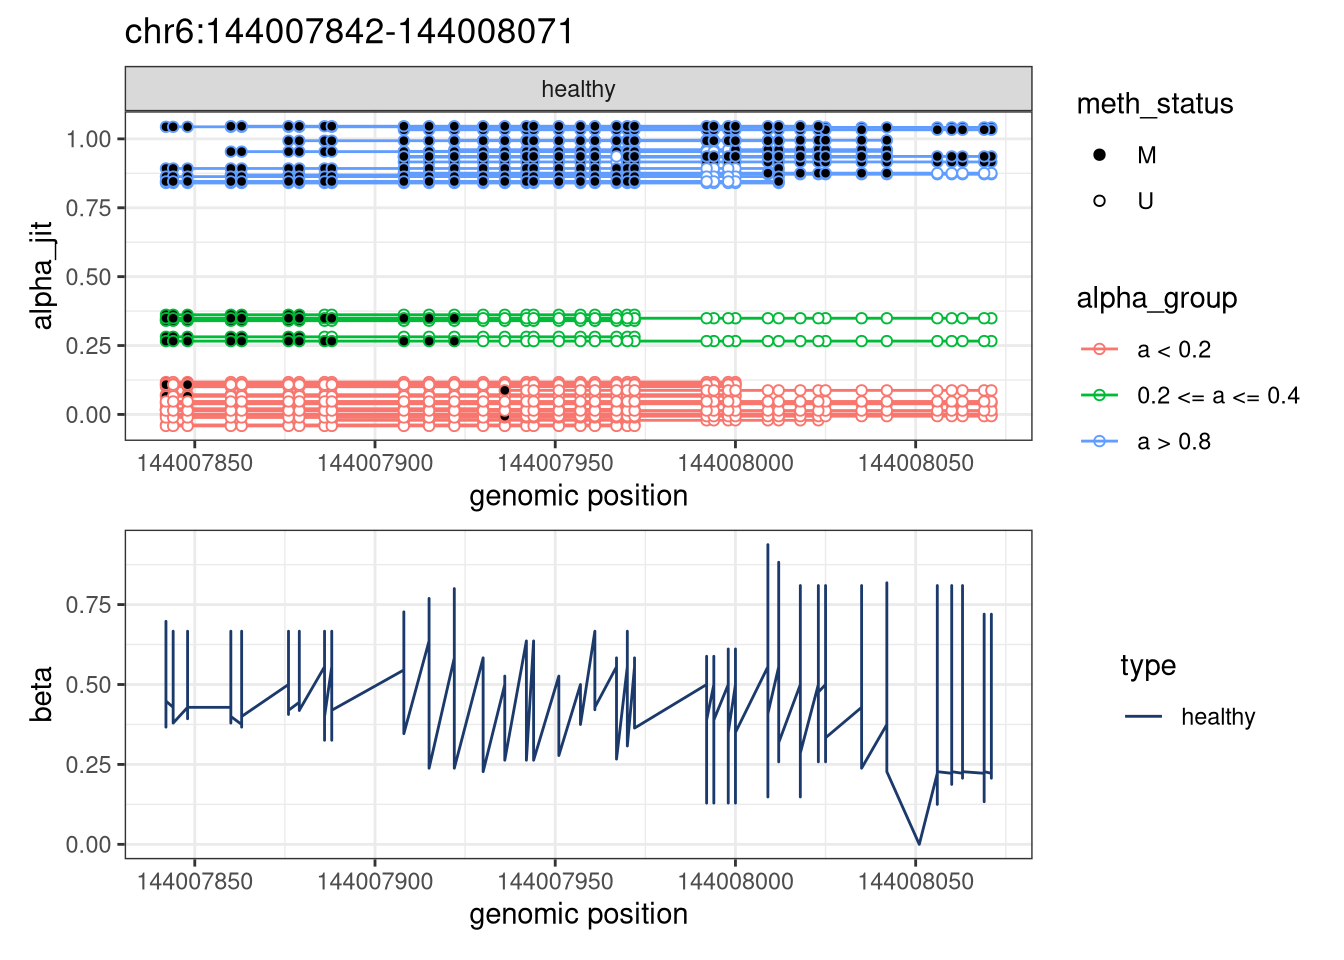 chr6:144007842-144008071
healthy
alpha_jit
1.00
0.75
0.50
0.25
0.00
144007850 144007900 144007950 144008000 144008050
genomic position
meth_status
M
U
alpha_group
a < 0.2
0.2 <= a <= 0.4
a > 0.8
beta
0.75
0.50
0.25
0.00
144007850 144007900 144007950 144008000 144008050
genomic position
type
healthy